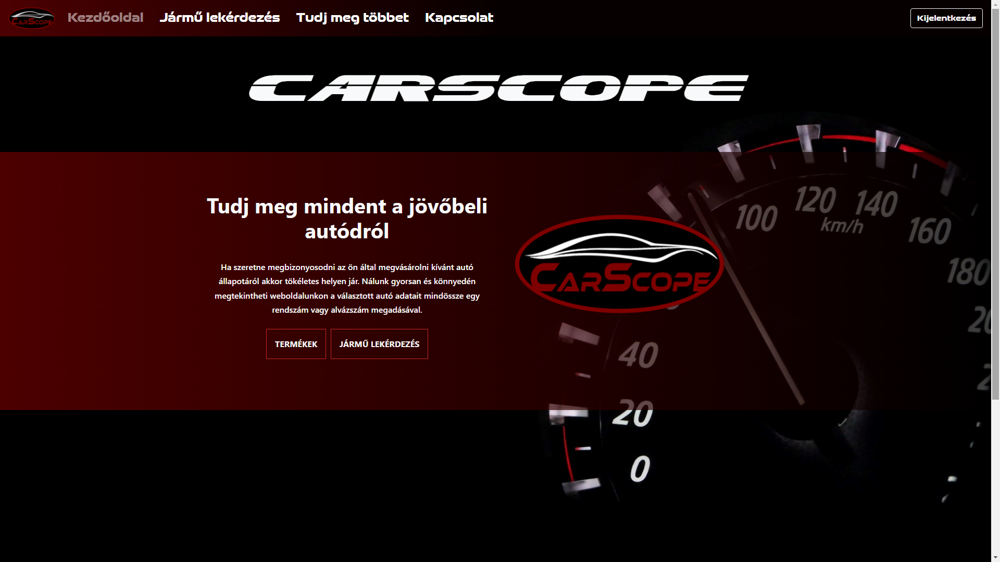 CARSCOPE
Kezdőoldal
Jármű lekérdezés
Tudj meg többet
Kapcsolat
Kijelentkezés
CARSCOPE
120
140
100
km/h
160
Tudj meg mindent a jövőbeli
autódról
180
CARSCOPE
Ha szeretne megbizonyosodni az ön által megvásárolni kívánt autó
állapotáról akkor tökéletes helyen jár. Nálunk gyorsan és könnyedén
megtekintheti weboldalunkon a választott autó adatait mindössze egy
rendszám vagy alvázszám megadásával.
TERMÉKEK
JÁRMŰ LEKÉRDEZÉS
40
20
0